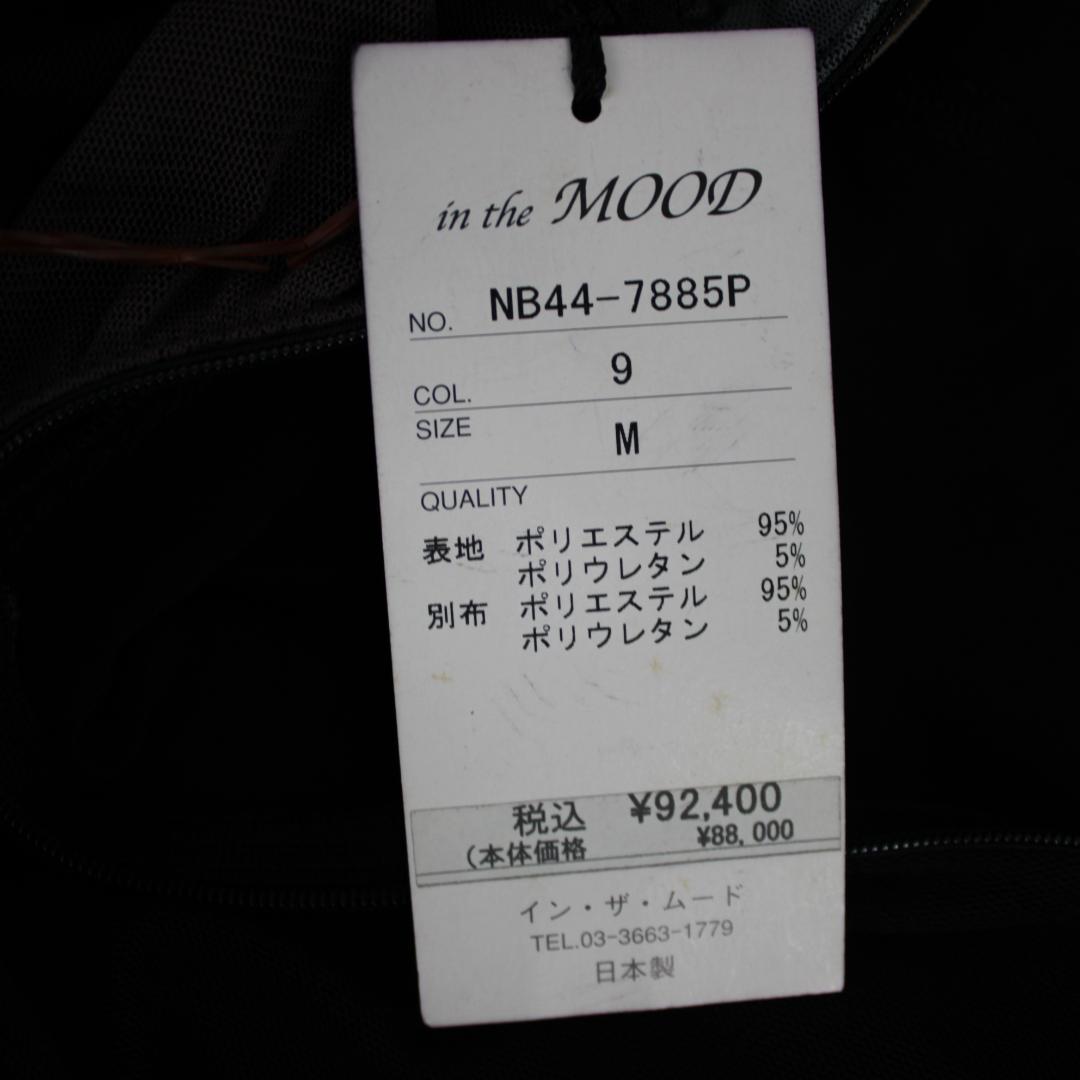 in the MOOD
NO. NB44-7885P
COL. 9
SIZE M
QUALITY
表地 ポリエステル 95%
ポリウレタン 5%
別布 ポリエステル 95%
ポリウレタン 5%
税込 ¥92,400
(本体価格 ¥88,000
イン・ザ・ムード
TEL.03-3663-1779
日本製